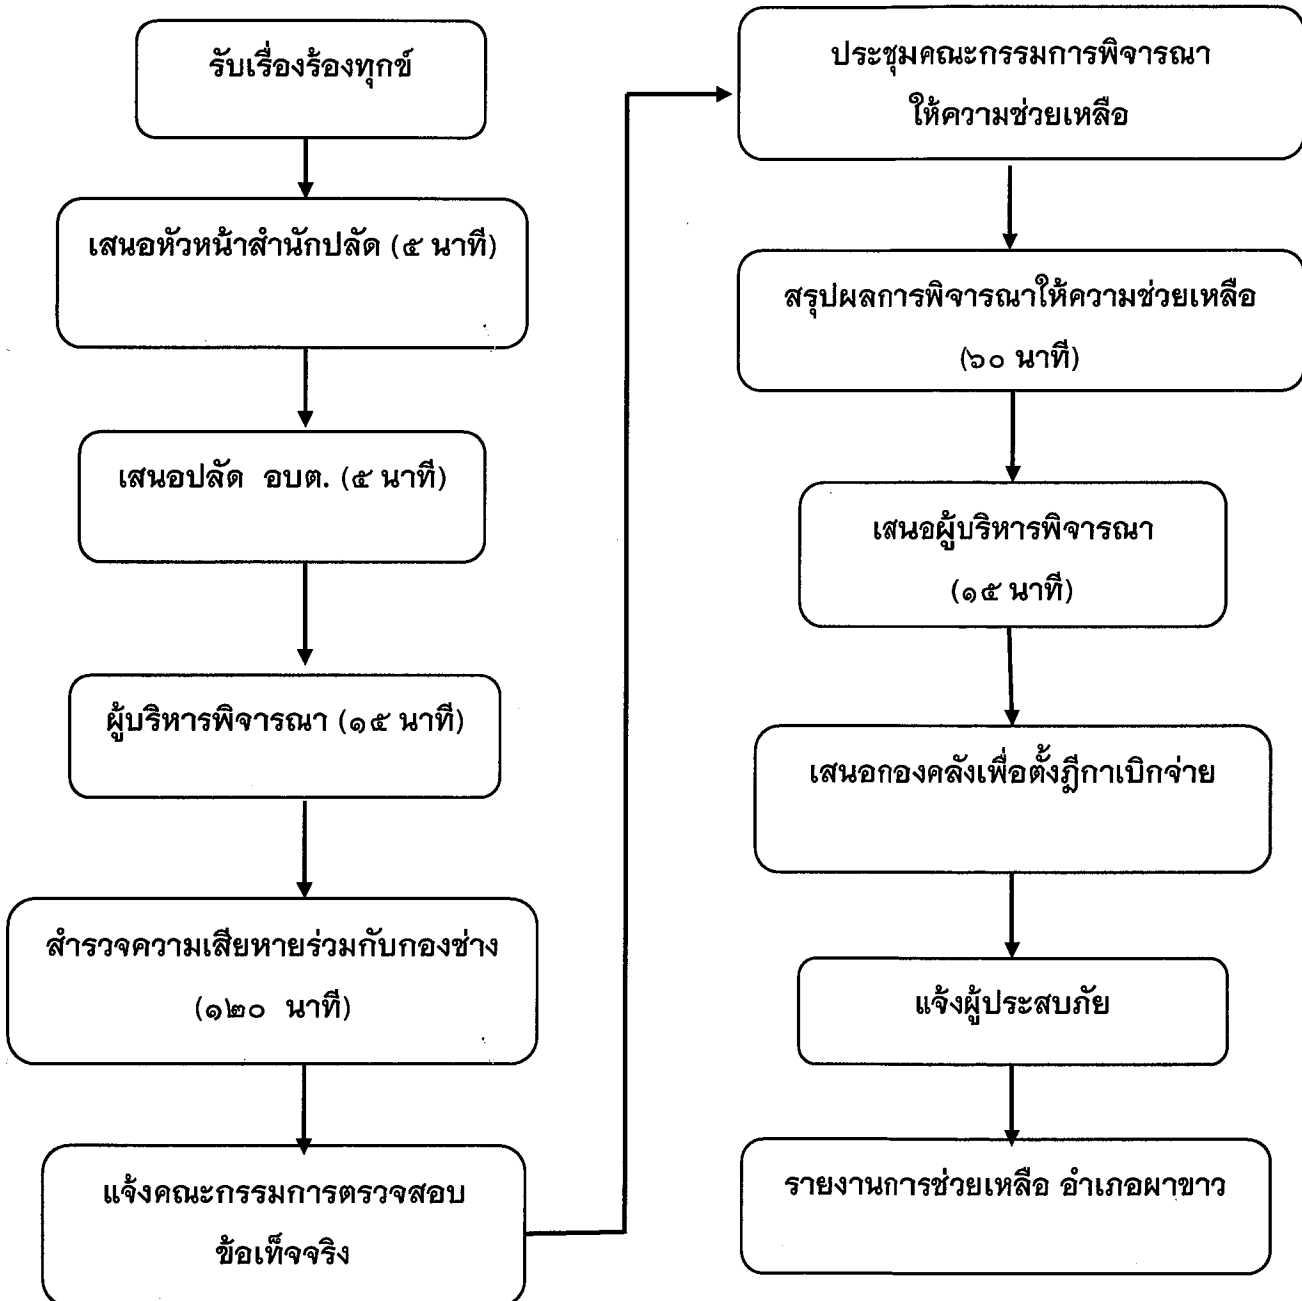 รับเรื่องร้องทุกข์
เสนอหัวหน้าสำนักปลัด (๕ นาที)
เสนอปลัด อบต. (๕ นาที)
ผู้บริหารพิจารณา (๑๕ นาที)
สำรวจความเสียหายร่วมกับกองช่าง
(๑๒๐ นาที)
แจ้งคณะกรรมการตรวจสอบ
ข้อเท็จจริง
ประชุมคณะกรรมการพิจารณา
ให้ความช่วยเหลือ
สรุปผลการพิจารณาให้ความช่วยเหลือ
(๖๐ นาที)
เสนอผู้บริหารพิจารณา
(๑๕ นาที)
เสนอกองคลังเพื่อตั้งฎีกาเบิกจ่าย
แจ้งผู้ประสบภัย
รายงานการช่วยเหลือ อำเภอผาขาว